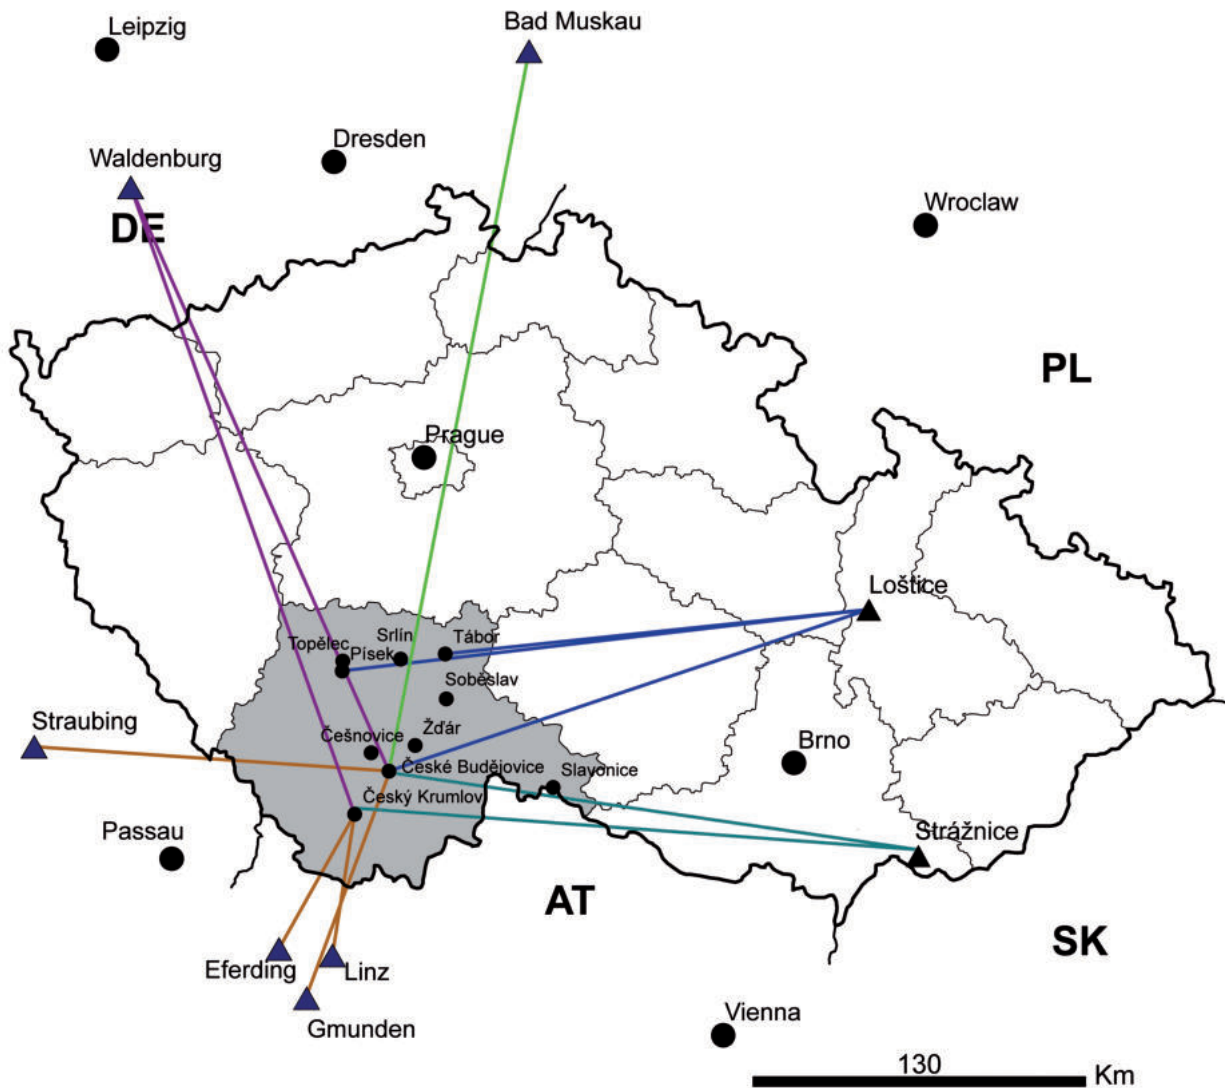 Leipzig
Bad Muskau
Dresden
Waldenburg
DE
Wroclaw
PL
Prague
Loštice
Topělec
Srlín
Tábor
Písek
Soběslav
Straubing
Češnovice
Žďár
Brno
České Budějovice
Slavonice
Český Krumlov
Passau
Strážnice
AT
SK
Eferding
Linz
Gmunden
Vienna
130
Km